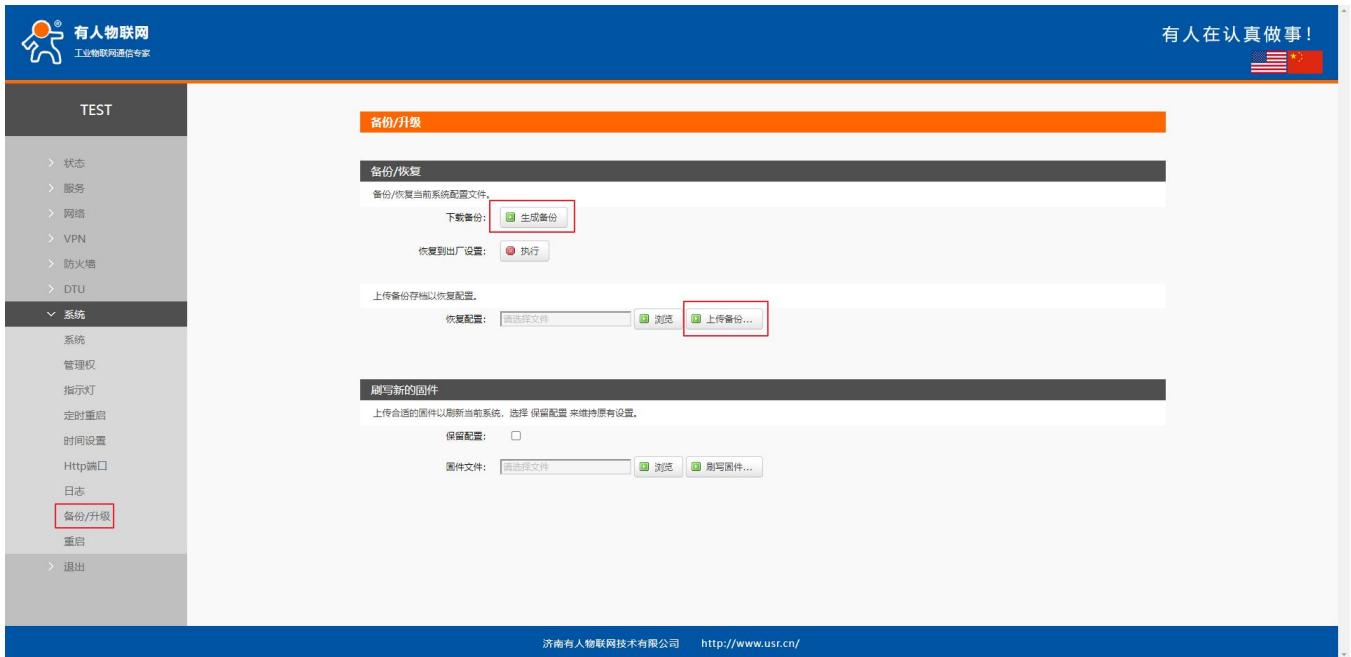 有人物联网
工业物联网通信专家
有人在认真做事!
TEST
状态
服务
网络
VPN
防火墙
DTU
系统
系统
管理权
指示灯
定时重启
时间设置
Http端口
日志
备份/升级
重启
退出
备份/升级
备份/恢复
备份/恢复当前系统配置文件。
下载备份: 生成备份
恢复到出厂设置: 执行
上传备份存档以恢复配置。
恢复配置: 请选择文件 浏览 上传备份...
刷写新的固件
上传合适的固件以刷新当前系统, 选择 保留配置 来维持原有设置。
保留配置:
固件文件: 请选择文件 浏览 刷写固件...
济南有人物联网技术有限公司 http://www.usr.cn/